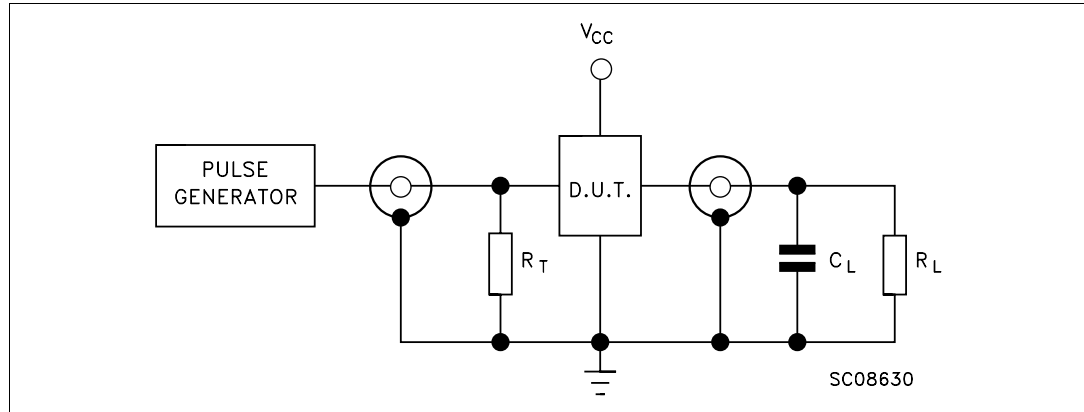 VCC
PULSE
GENERATOR
D.U.T.
RT
CL
RL
SC08630